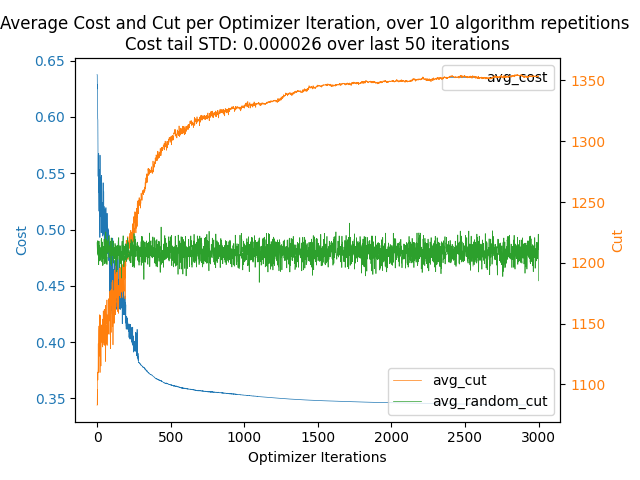 Average Cost and Cut per Optimizer Iteration, over 10 algorithm repetitions
Cost tail STD: 0.000026 over last 50 iterations
0.65
0.60
0.55
0.50
0.45
0.40
0.35
Cost
avg_cost
1350
1300
1250
1200
1150
1100
Cut
avg_cut
avg_random_cut
0
500
1000
1500
2000
2500
3000
Optimizer Iterations